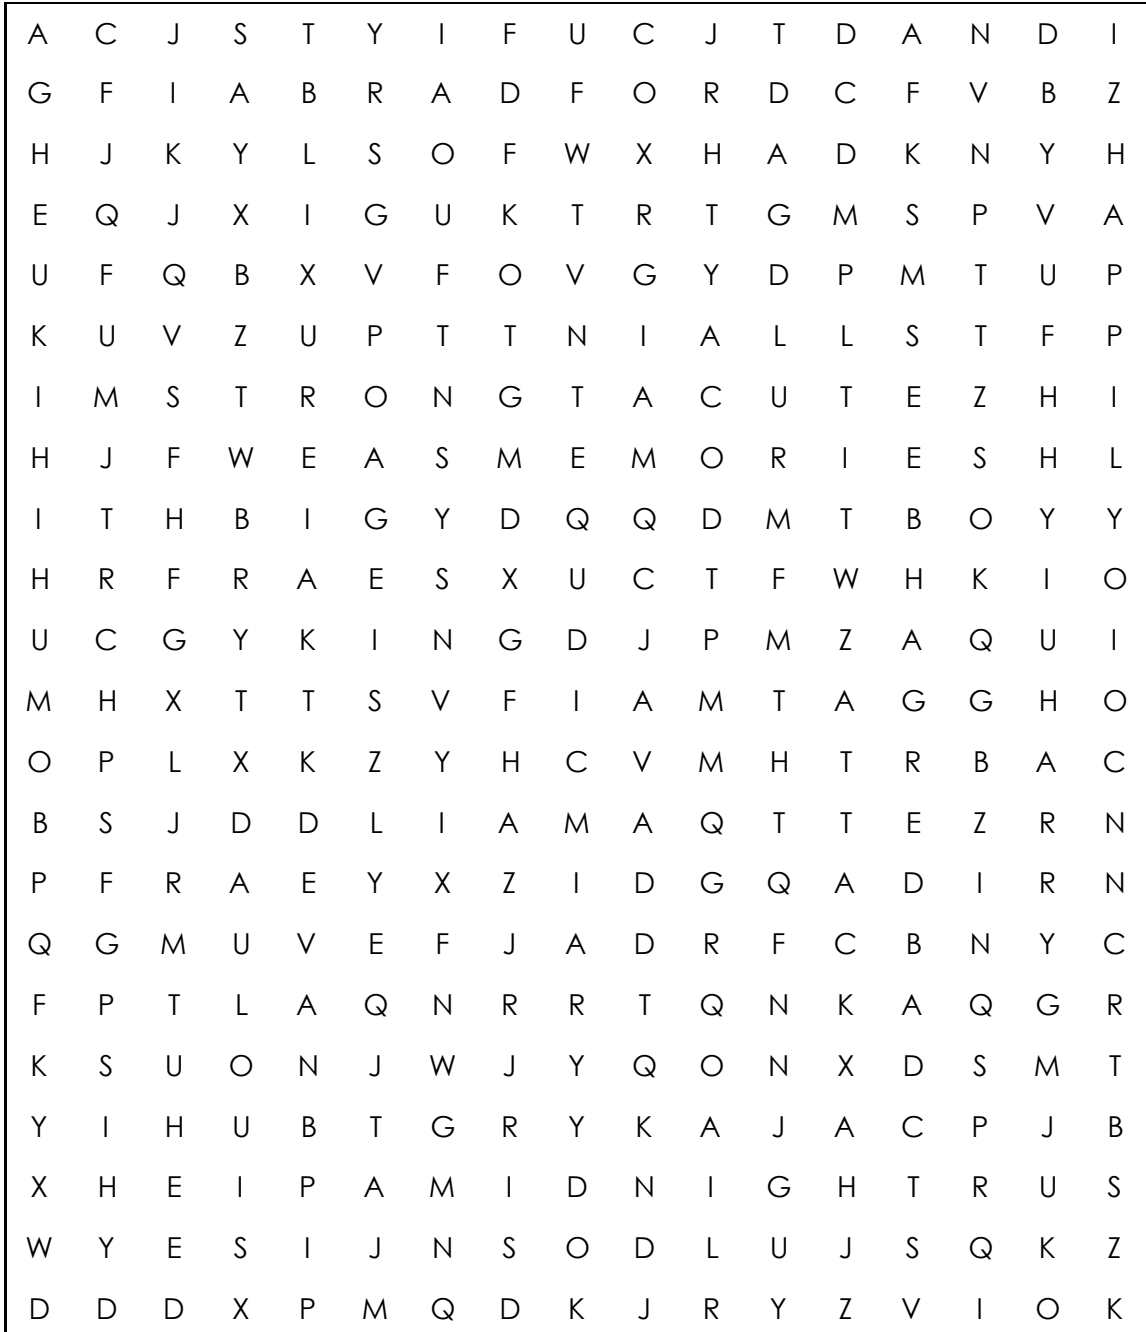 A C J S T Y I F U C J T D A N D I
G F I A B R A D F O R D C F V B Z
H J K Y L S O F W X H A D K N Y H
E Q J X I G U K T R T G M S P V A
U F Q B X V F O V G Y D P M T U P
K U V Z U P T T N I A L L S T F P
I M S T R O N G T A C U T E Z H I
H J F W E A S M E M O R I E S H L
I T H B I G Y D Q Q D M T B O Y Y
H R F R A E S X U C T F W H K I O
U C G Y K I N G D J P M Z A Q U I
M H X T T S V F I A M T A G G H O
O P L X K Z Y H C V M H T R B A C
B S J D D L I A M A Q T T E Z R N
P F R A E Y X Z I D G Q A D I R N
Q G M U V E F J A D R F C B N Y C
F P T L A Q N R R T Q N K A Q G R
K S U O N J W J Y Q O N X D S M T
Y I H U B T G R Y K A J A C P J B
X H E I P A M I D N I G H T R U S
W Y E S I J N S O D L U J S Q K Z
D D D X P M Q D K J R Y Z V I O K